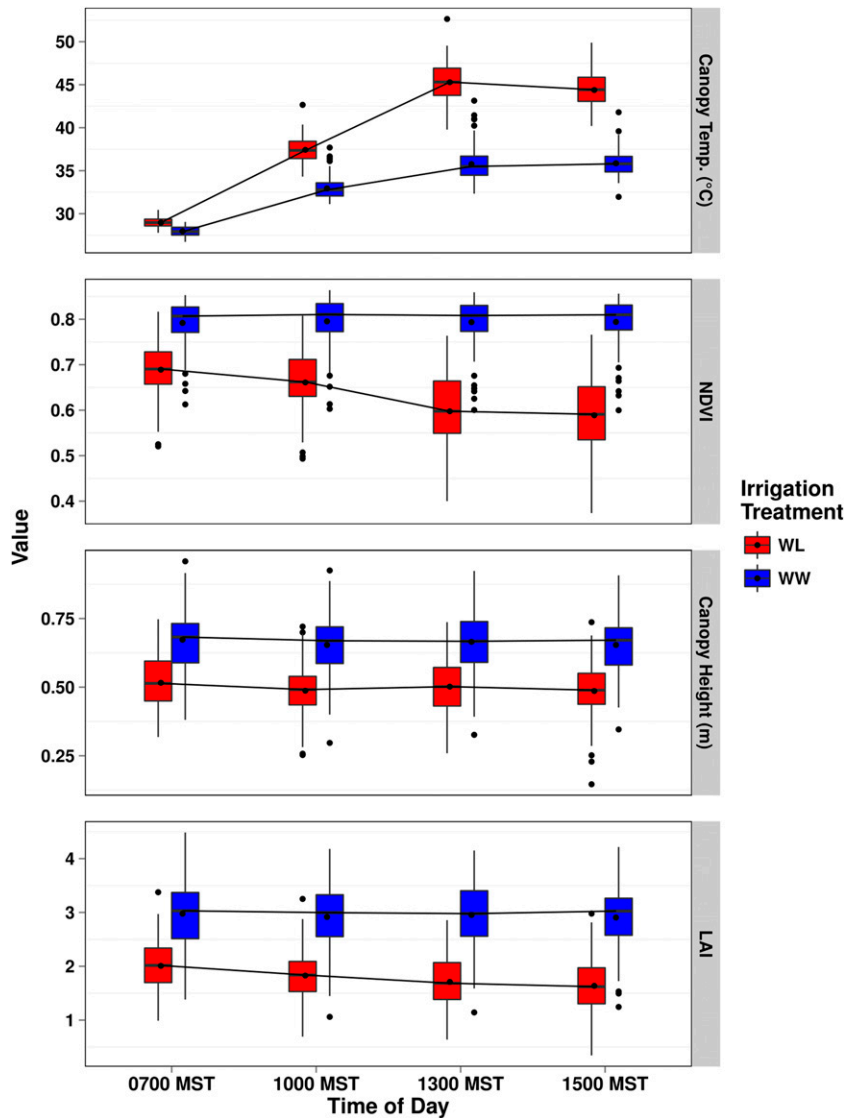 50
45
40
35
30
Canopy Temp. (°C)
0.8
0.7
0.6
0.5
0.4
NDVI
Value
Irrigation
Treatment
WL
WW
0.75
0.50
0.25
Canopy Height (m)
4
3
2
1
LAI
0700 MST
1000 MST
1300 MST
1500 MST
Time of Day